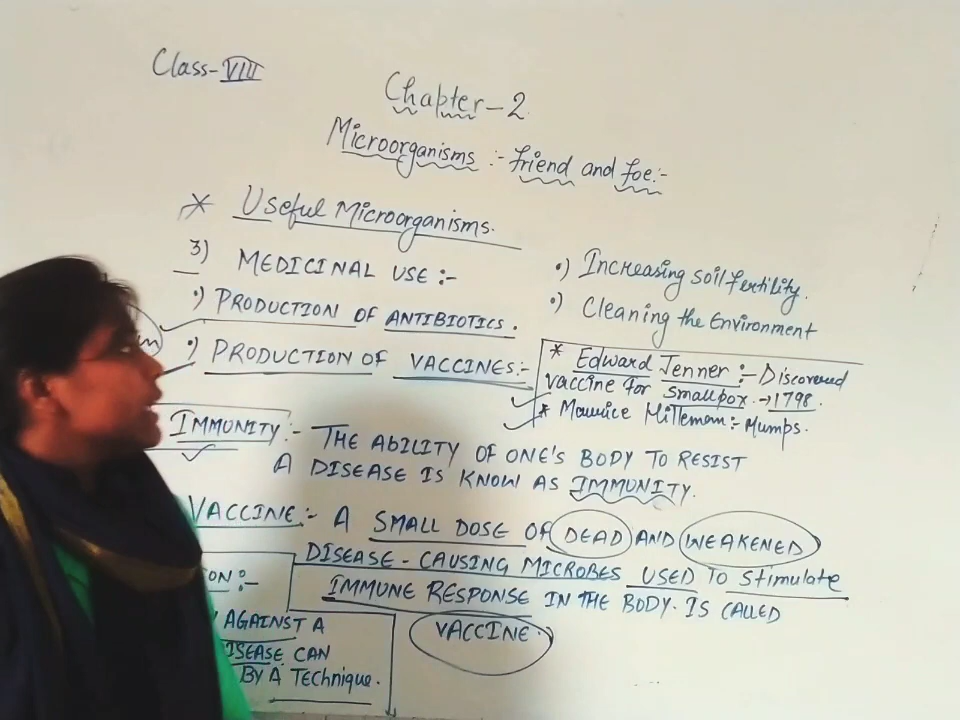 Class-VIII
Chapter-2
Microorganisms :- friend and foe:-
* Useful Microorganisms.
3) MEDICINAL USE :-
•) PRODUCTION OF ANTIBIOTICS.
•) PRODUCTION OF VACCINES:-
•) Increasing soil fertility.
•) Cleaning the Environment
* Edward Jenner :- Discovered
vaccine for smallpox. → 1798.
* Maurice Hilleman:- Mumps.
IMMUNITY:- THE ABILITY OF ONE'S BODY TO RESIST
A DISEASE IS KNOW AS IMMUNITY.
VACCINE:- A SMALL DOSE OF DEAD AND WEAKENED
DISEASE-CAUSING MICROBES USED TO Stimulate
IMMUNE RESPONSE IN THE BODY. IS CALLED
VACCINE.
ON:-
AGAINST A
DISEASE CAN
BY A Technique.